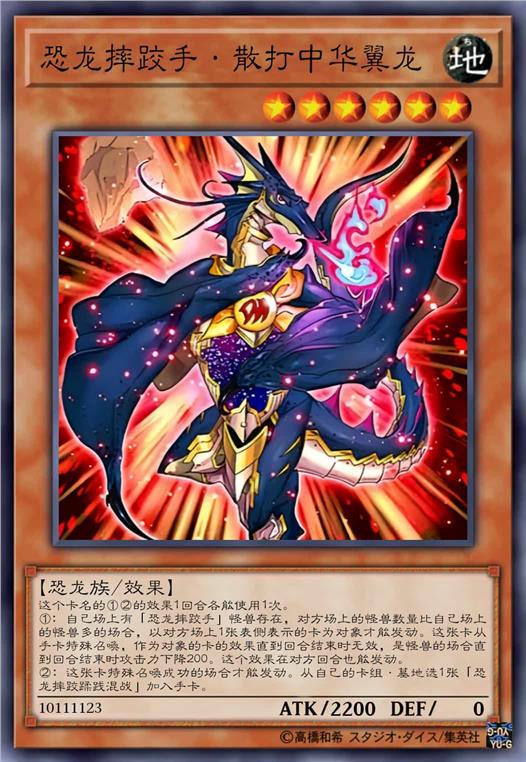 恐龙摔跤手·散打中华翼龙
ち
地
DW
【恐龙族/效果】
这个卡名的①②的效果1回合各能使用1次。
①：自己场上有「恐龙摔跤手」怪兽存在，对方场上的怪兽数量比自己场上
的怪兽多的场合，以对方场上1张表侧表示的卡为对象才能发动。这张卡从
手卡特殊召唤，作为对象的卡的效果直到回合结束时无效，是怪兽的场合直
到回合结束时攻击力下降200。这个效果在对方回合也能发动。
②：这张卡特殊召唤成功的场合才能发动。从自己的卡组·墓地选1张「恐
龙摔跤蹂践混战」加入手卡。
10111123 ATK/2200 DEF/ 0
©高橋和希 スタジオ・ダイス/集英社
YU-G